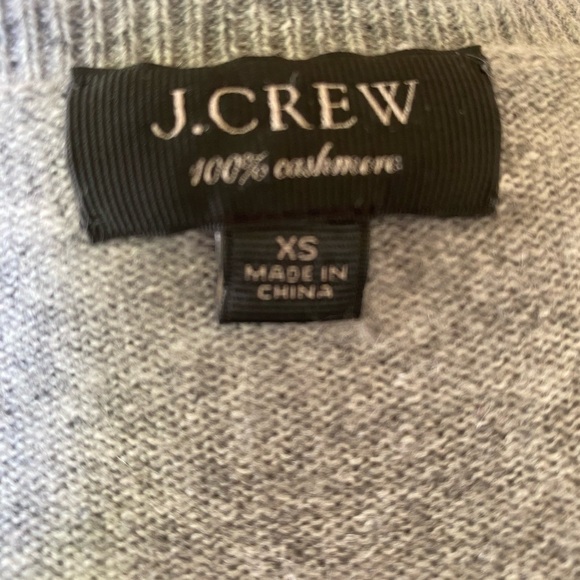 J.CREW
100% cashmere
XS
MADE IN
CHINA